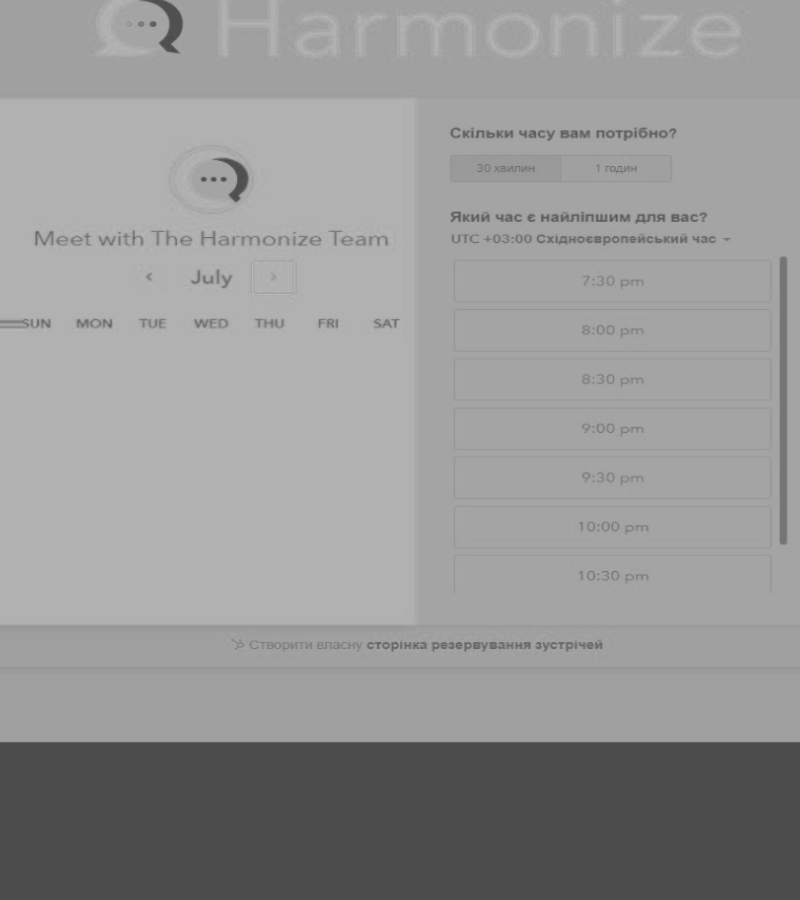 Harmonize
Meet with The Harmonize Team
July
SUN MON TUE WED THU FRI SAT
Скільки часу вам потрібно?
30 хвилин 1 годин
Який час є найліпшим для вас?
UTC +03:00 Східноєвропейський час
7:30 pm
8:00 pm
8:30 pm
9:00 pm
9:30 pm
10:00 pm
10:30 pm
Створити власну сторінка резервування зустрічей